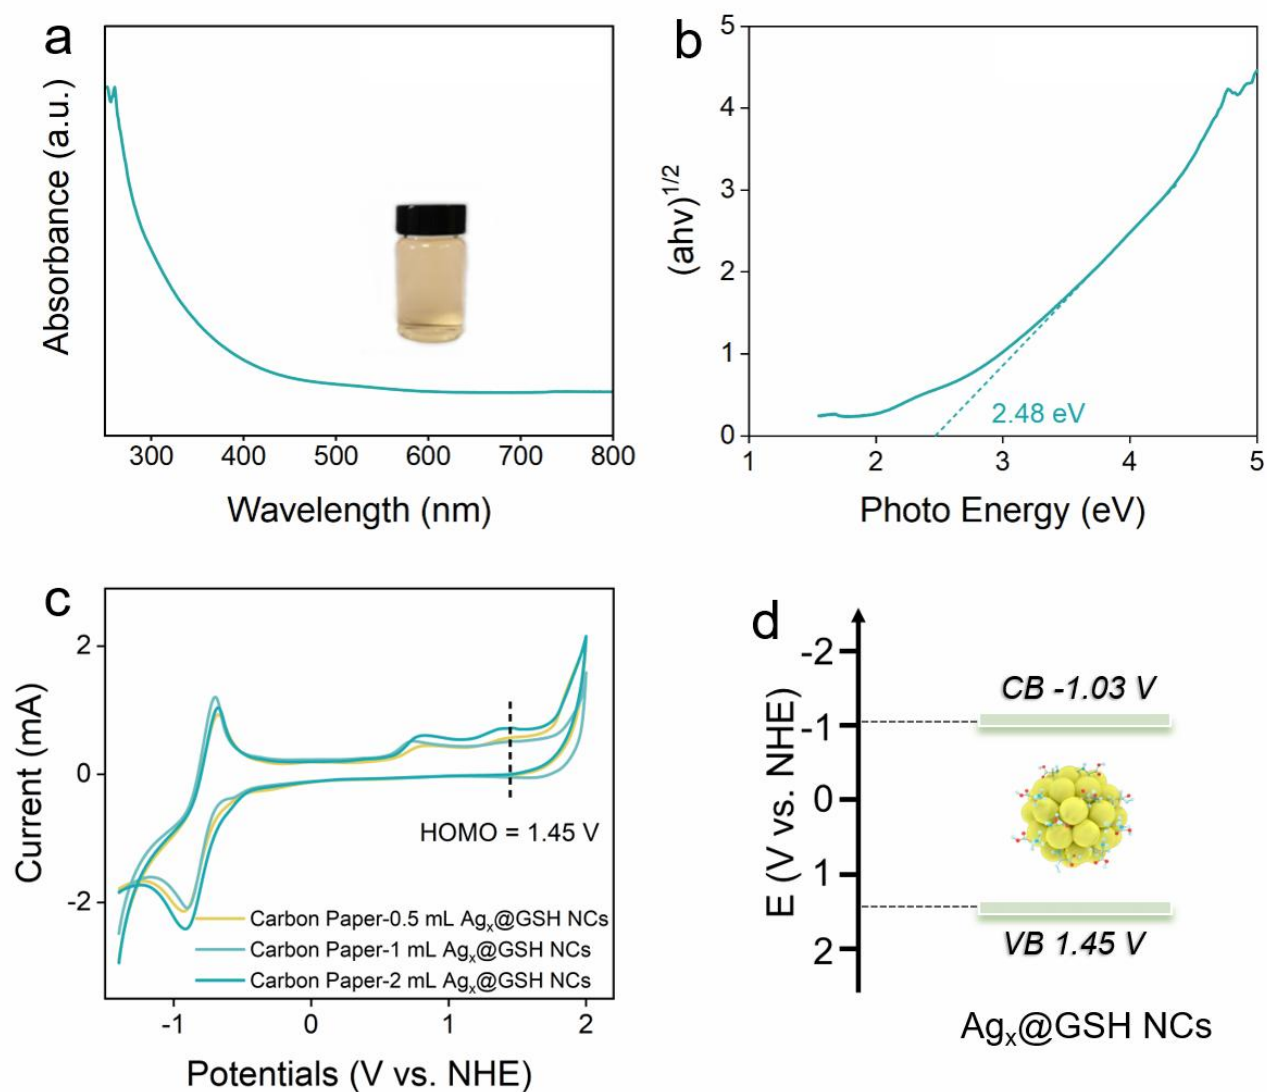 a
Absorbance (a.u.)
300 400 500 600 700 800
Wavelength (nm)
b
(ahv)1/2
5
4
3
2
1
0
2.48 eV
1 2 3 4 5
Photo Energy (eV)
c
Current (mA)
2
0
-2
HOMO = 1.45 V
Carbon Paper-0.5 mL Agx@GSH NCs
Carbon Paper-1 mL Agx@GSH NCs
Carbon Paper-2 mL Agx@GSH NCs
-1 0 1 2
Potentials (V vs. NHE)
d
E (V vs. NHE)
-2
-1
0
1
2
CB -1.03 V
VB 1.45 V
Agx@GSH NCs